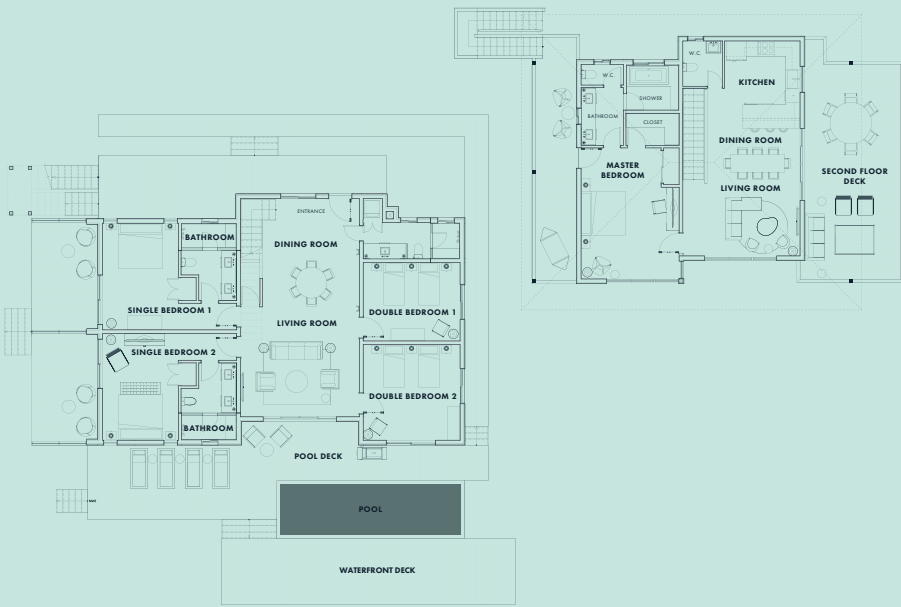 ENTRANCE
BATHROOM
DINING ROOM
SINGLE BEDROOM 1
LIVING ROOM
DOUBLE BEDROOM 1
SINGLE BEDROOM 2
DOUBLE BEDROOM 2
BATHROOM
POOL DECK
POOL
WATERFRONT DECK
W.C
W.C
KITCHEN
SHOWER
BATHROOM
CLOSET
DINING ROOM
MASTER
BEDROOM
LIVING ROOM
SECOND FLOOR
DECK